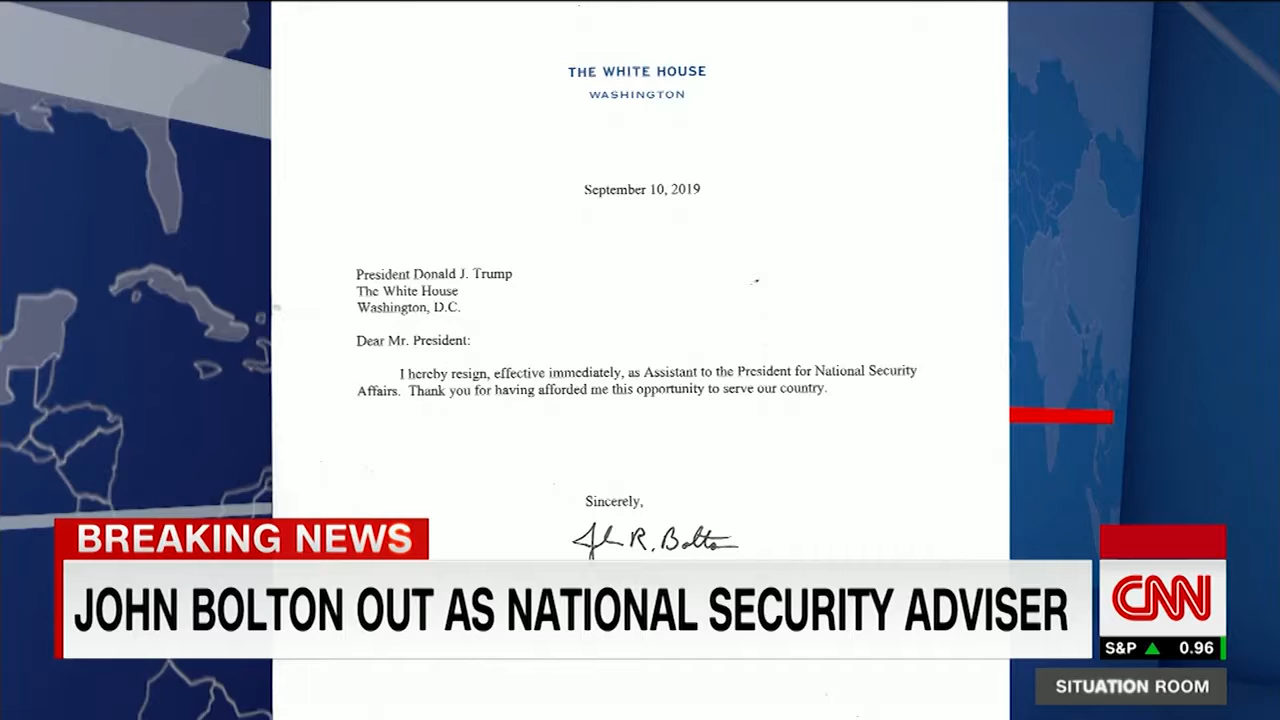 THE WHITE HOUSE
WASHINGTON
September 10, 2019
President Donald J. Trump
The White House
Washington, D.C.
Dear Mr. President:
I hereby resign, effective immediately, as Assistant to the President for National Security
Affairs. Thank you for having afforded me this opportunity to serve our country.
Sincerely,
John R. Bolton
BREAKING NEWS
JOHN BOLTON OUT AS NATIONAL SECURITY ADVISER
CNN
S&P ▲ 0.96
SITUATION ROOM